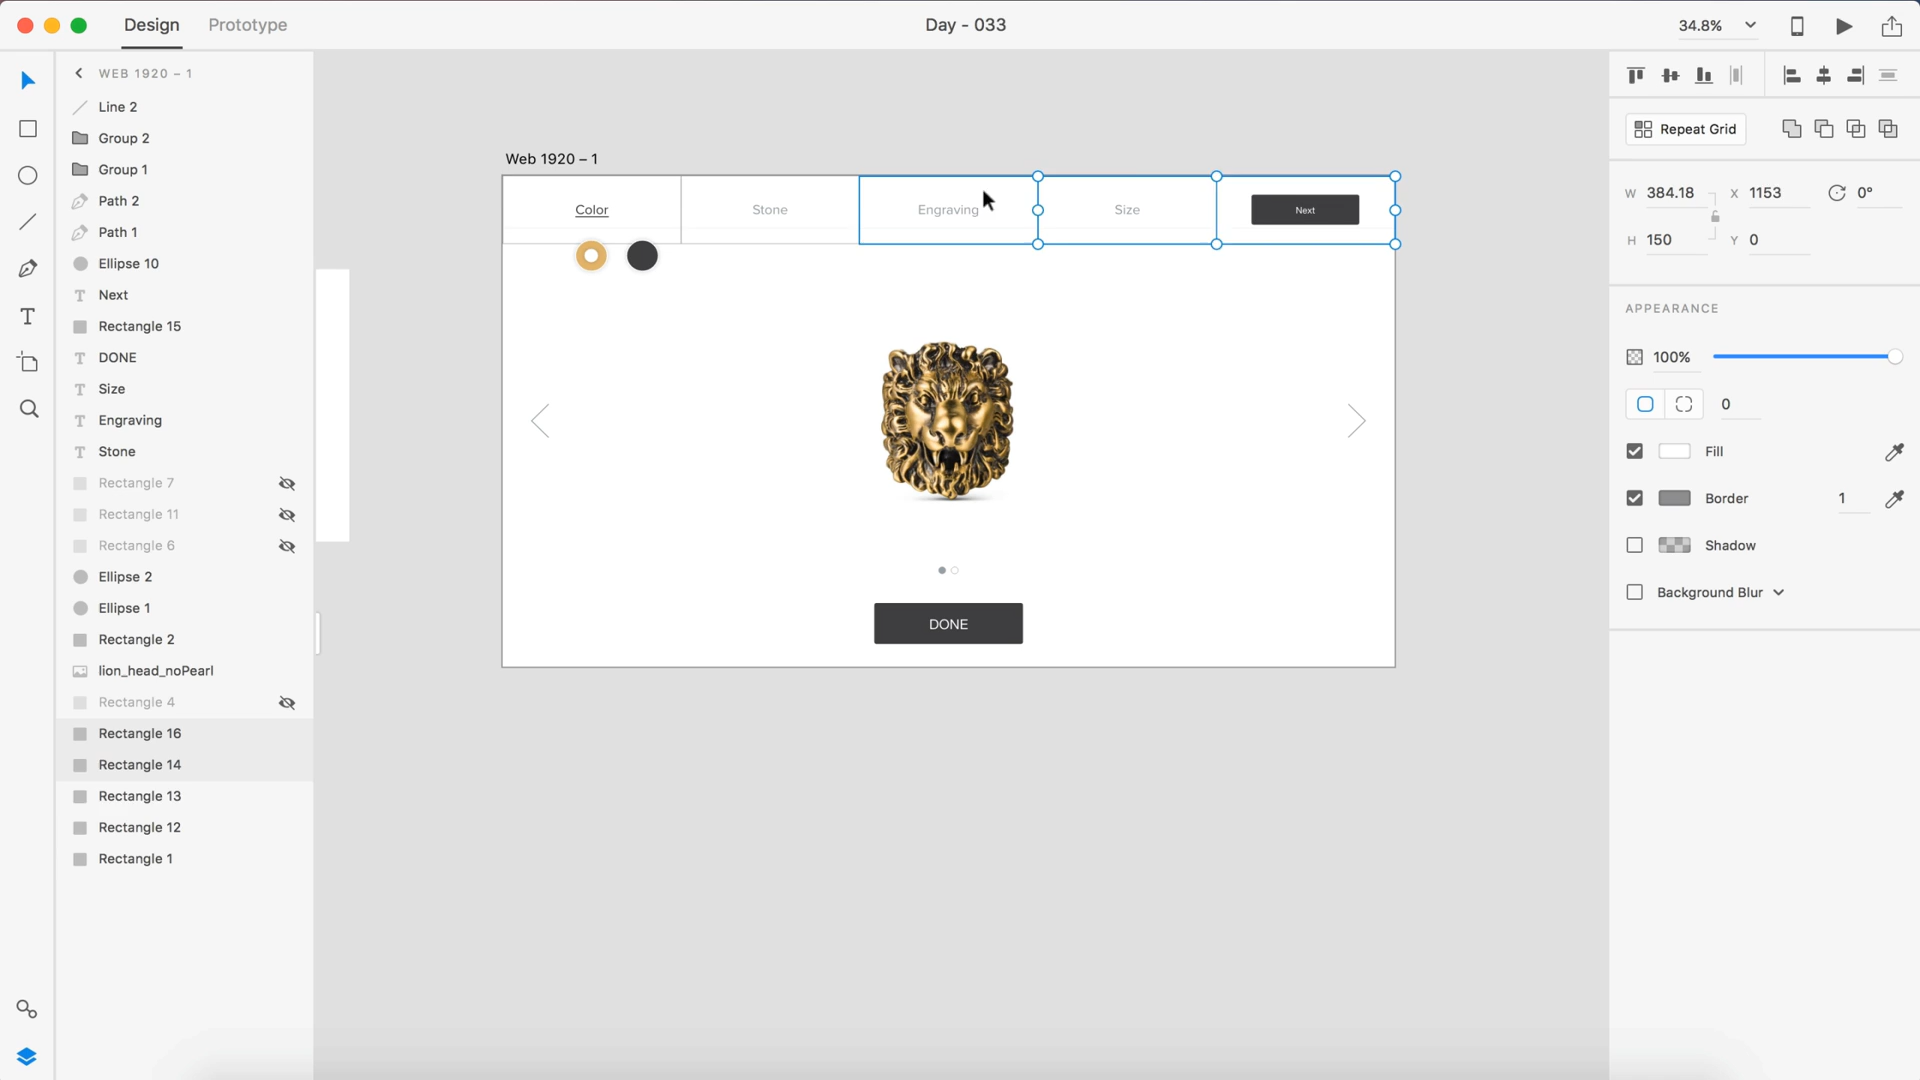 Design
Prototype
Day - 033
34.8%
WEB 1920 – 1
Line 2
Group 2
Group 1
Path 2
Path 1
Ellipse 10
Next
Rectangle 15
DONE
Size
Engraving
Stone
Rectangle 7
Rectangle 11
Rectangle 6
Ellipse 2
Ellipse 1
Rectangle 2
lion_head_noPearl
Rectangle 4
Rectangle 16
Rectangle 14
Rectangle 13
Rectangle 12
Rectangle 1
Web 1920 – 1
Color
Stone
Engraving
Size
Next
DONE
Repeat Grid
W 384.18
X 1153
0°
H 150
Y 0
APPEARANCE
100%
0
Fill
Border
1
Shadow
Background Blur